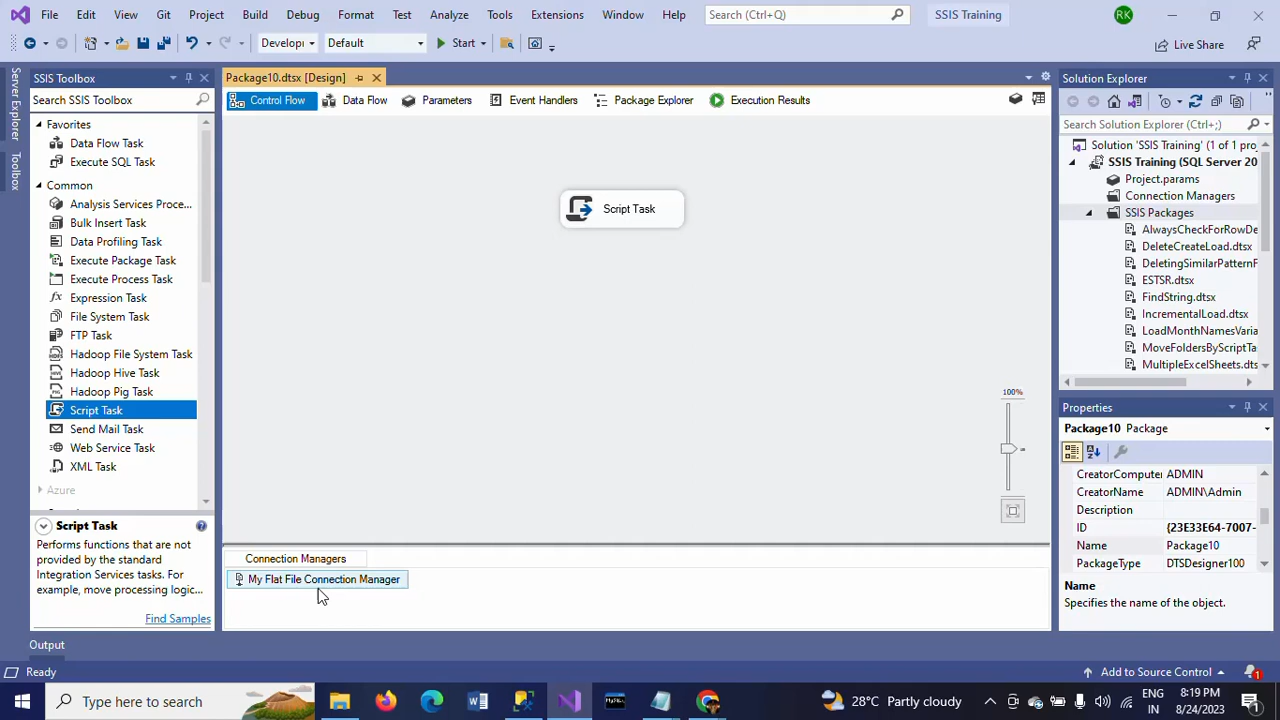 File Edit View Git Project Build Debug Format Test Analyze Tools Extensions Window Help Search (Ctrl+Q) SSIS Training RK
Developi Default Start Live Share
Server Explorer
Toolbox
SSIS Toolbox
Search SSIS Toolbox
Favorites
Data Flow Task
Execute SQL Task
Common
Analysis Services Proce...
Bulk Insert Task
Data Profiling Task
Execute Package Task
Execute Process Task
fx Expression Task
File System Task
FTP Task
Hadoop File System Task
Hadoop Hive Task
Hadoop Pig Task
Script Task
Send Mail Task
Web Service Task
XML Task
Azure
Script Task
Performs functions that are not
provided by the standard
Integration Services tasks. For
example, move processing logic...
Find Samples
Package10.dtsx [Design]
Control Flow Data Flow Parameters Event Handlers Package Explorer Execution Results
Script Task
100%
Connection Managers
My Flat File Connection Manager
Solution Explorer
Search Solution Explorer (Ctrl+;)
Solution 'SSIS Training' (1 of 1 proj
SSIS Training (SQL Server 20
Project.params
Connection Managers
SSIS Packages
AlwaysCheckForRowDe
DeleteCreateLoad.dtsx
DeletingSimilarPatternF
ESTSR.dtsx
FindString.dtsx
IncrementalLoad.dtsx
LoadMonthNamesVaria
MoveFoldersByScriptTa
MultipleExcelSheets.dts
Properties
Package10 Package
CreatorComputer ADMIN
CreatorName ADMIN\Admin
Description
ID {23E33E64-7007-
Name Package10
PackageType DTSDesigner100
Name
Specifies the name of the object.
Output
Ready Add to Source Control 1
Type here to search 28°C Partly cloudy ENG IN 8:19 PM 8/24/2023 1